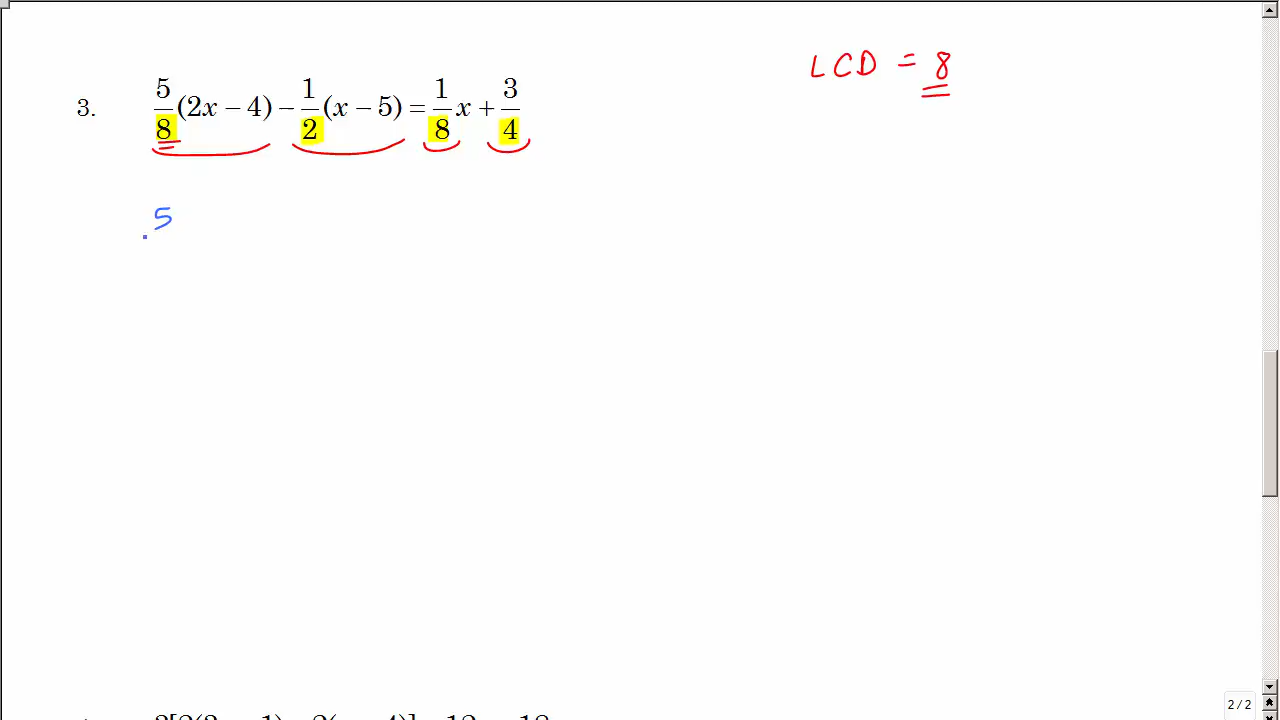 LCD = 8
3. 5/8(2x − 4) − 1/2(x − 5) = 1/8x + 3/4
5
2/2